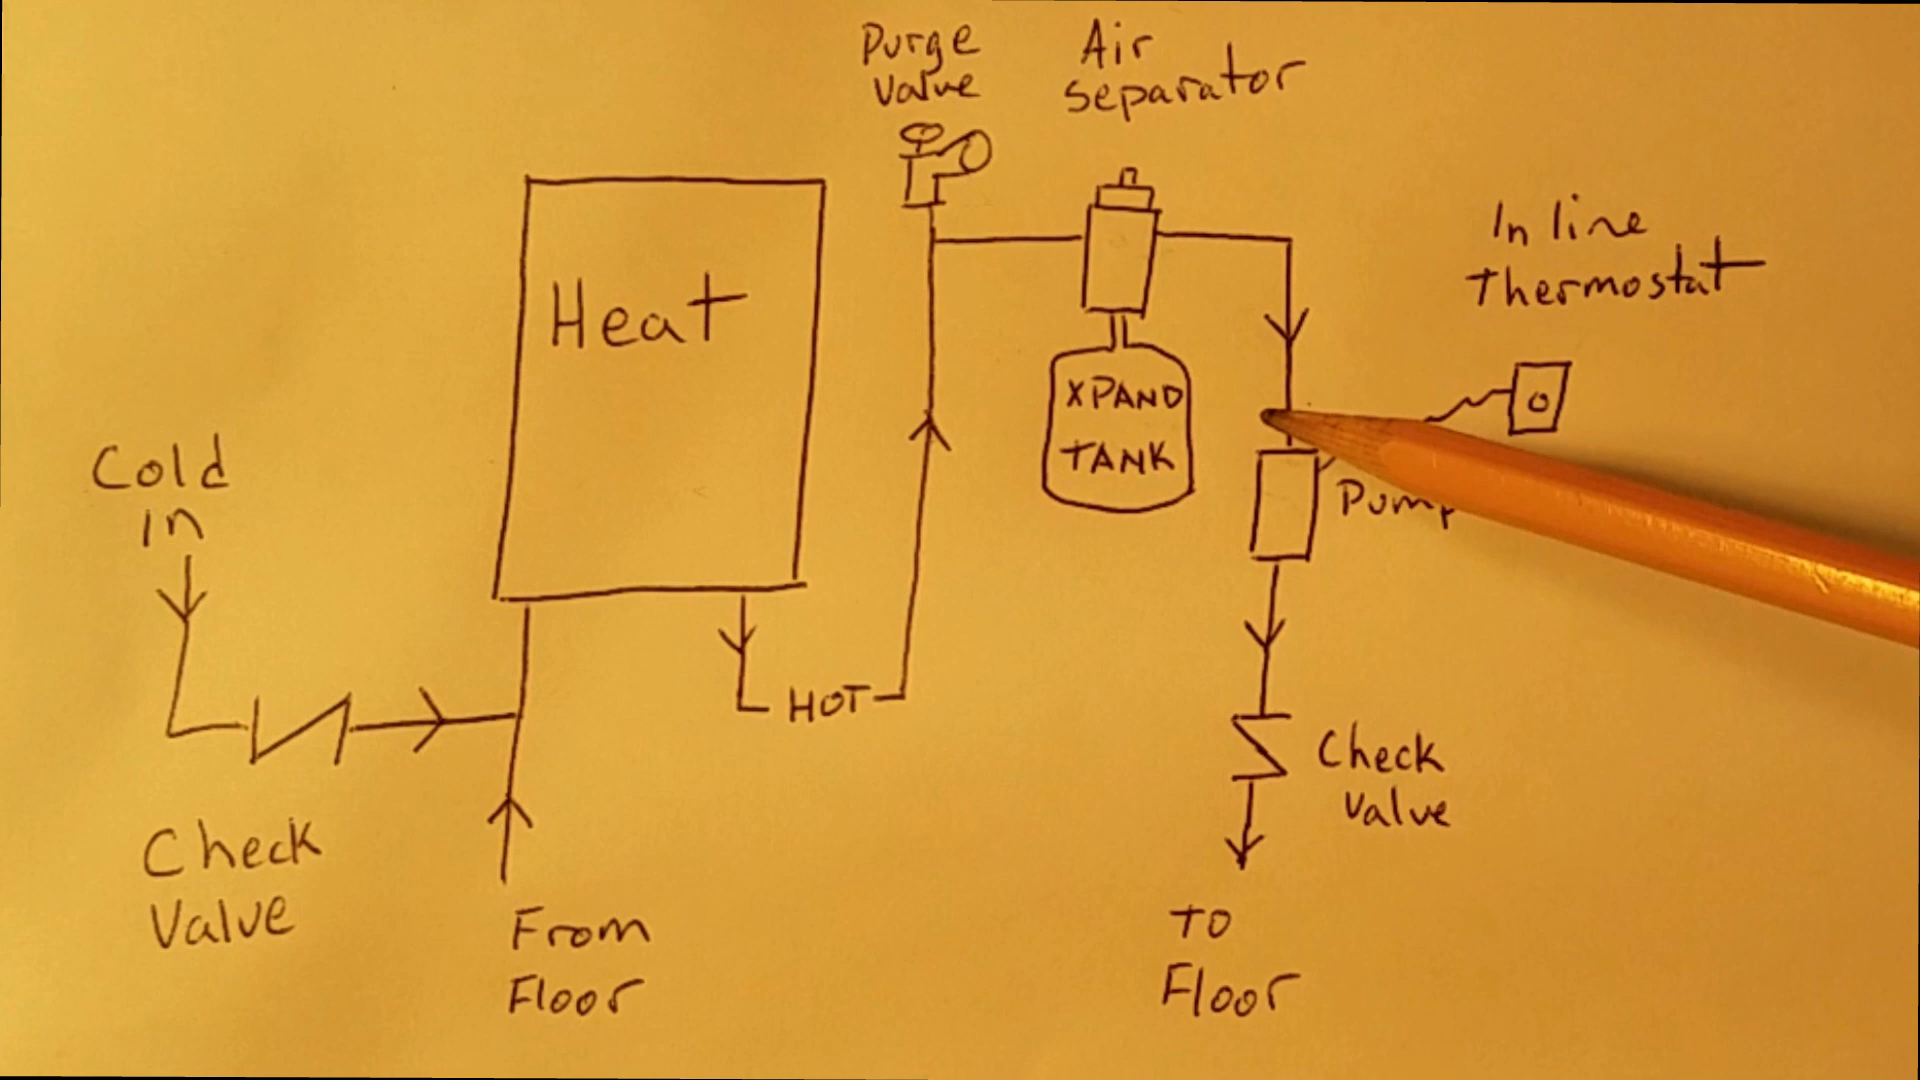 Purge
Valve
Air
separator
In line
Thermostat
Heat
XPAND
TANK
Cold
in
Pump
HOT
Check
Valve
Check
Valve
From
Floor
TO
Floor